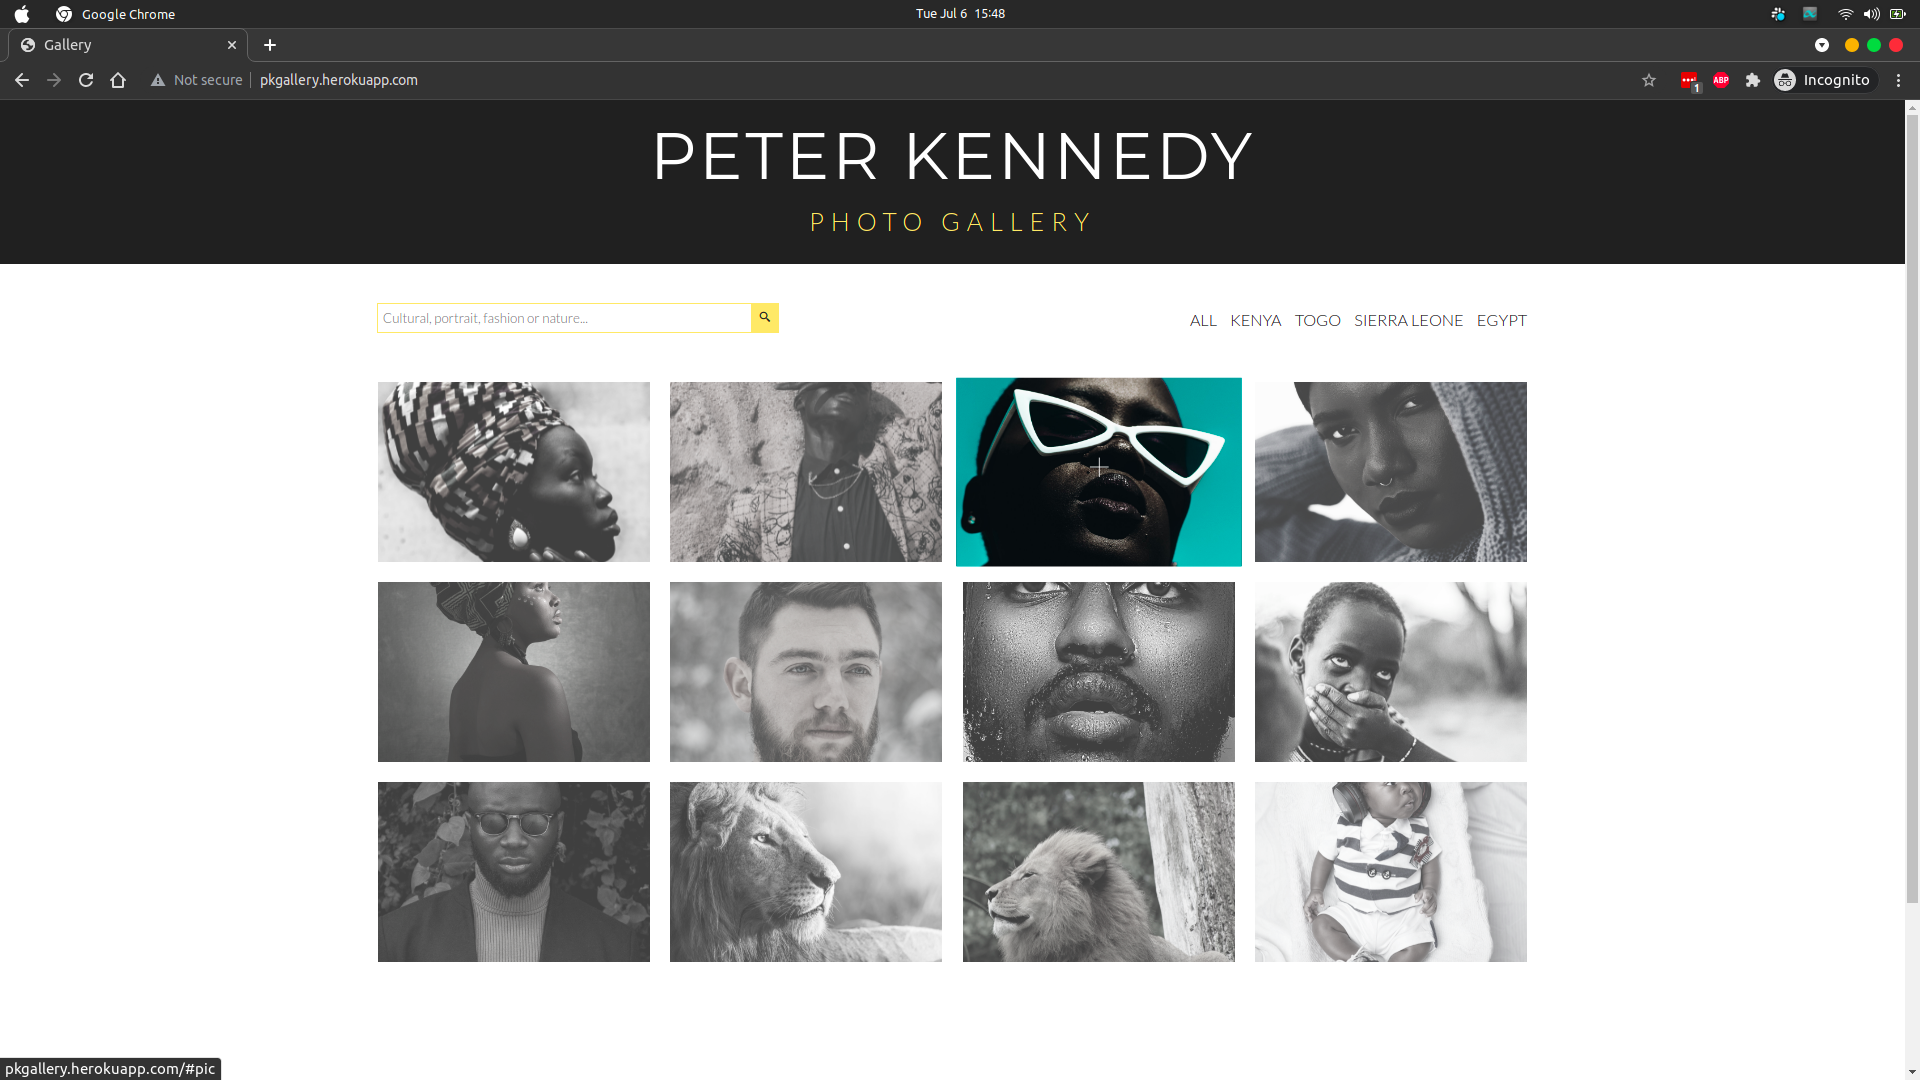 Google Chrome
Tue Jul 6 15:48
Gallery
Not secure
pkgallery.herokuapp.com
1
ABP
Incognito
PETER KENNEDY
PHOTO GALLERY
Cultural, portrait, fashion or nature...
ALL KENYA TOGO SIERRA LEONE EGYPT
pkgallery.herokuapp.com/#pic